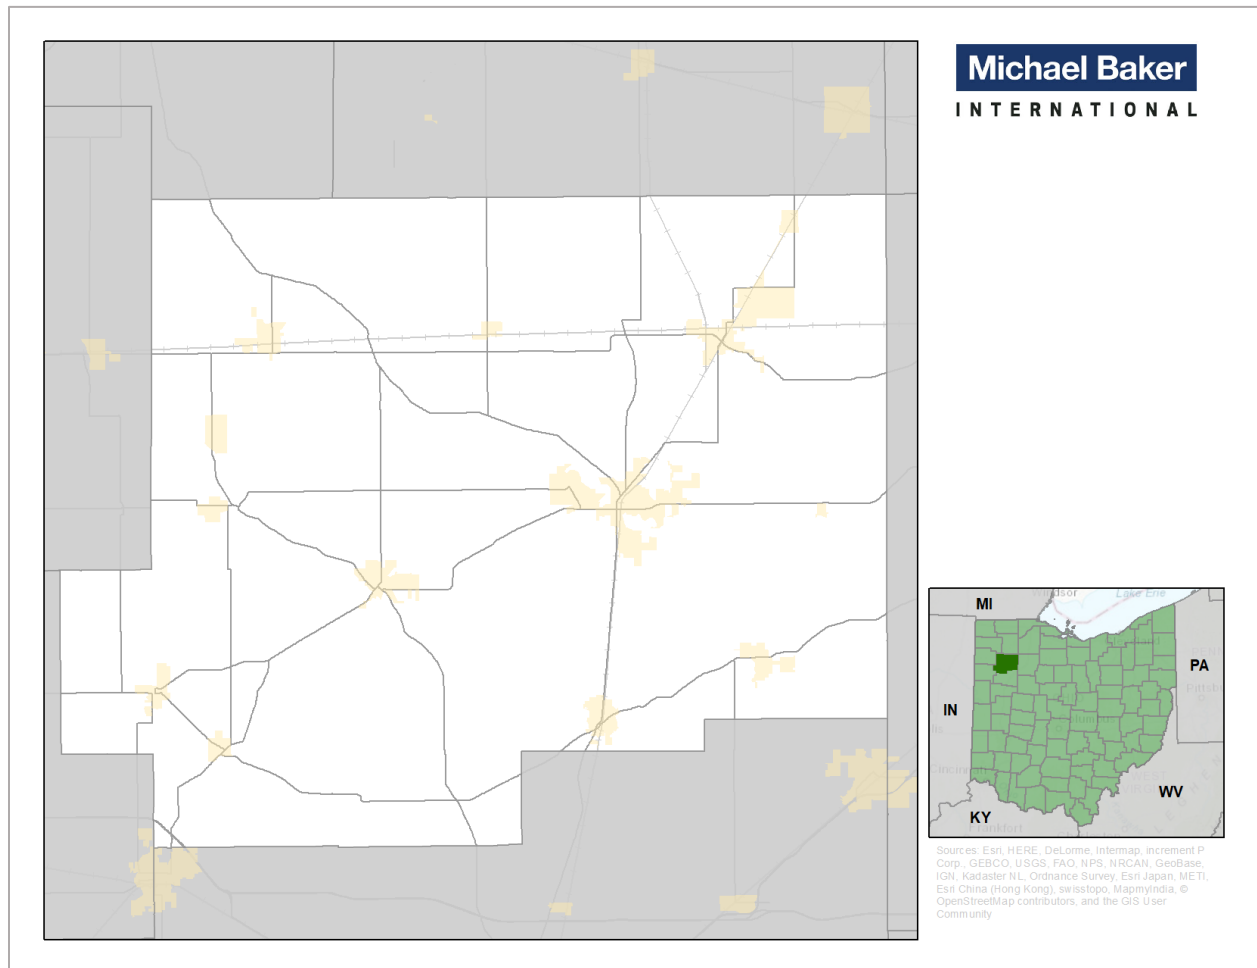 Michael Baker
INTERNATIONAL
MI
Windsor
Lake Erie
PA
IN
WV
KY
Frankfort
Sources: Esri, HERE, DeLorme, Intermap, increment P
Corp., GEBCO, USGS, FAO, NPS, NRCAN, GeoBase,
IGN, Kadaster NL, Ordnance Survey, Esri Japan, METI,
Esri China (Hong Kong), swisstopo, MapmyIndia, ©
OpenStreetMap contributors, and the GIS User
Community